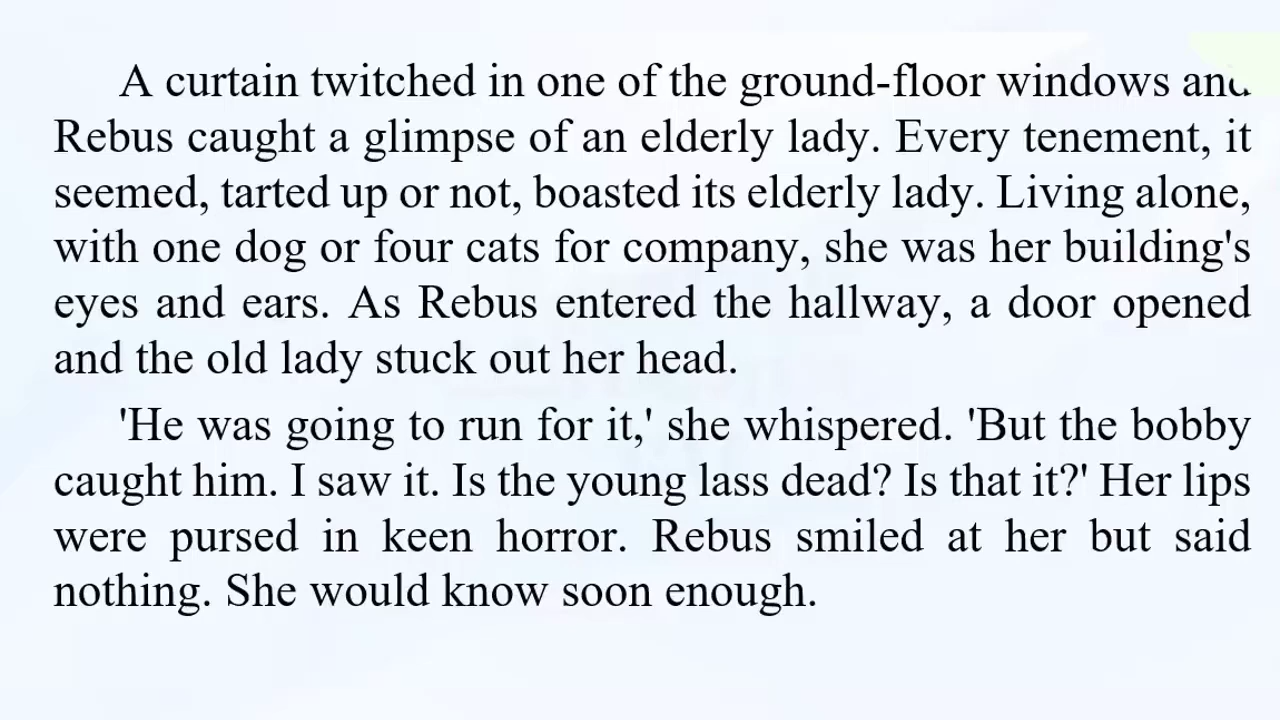 A curtain twitched in one of the ground-floor windows and
Rebus caught a glimpse of an elderly lady. Every tenement, it
seemed, tarted up or not, boasted its elderly lady. Living alone,
with one dog or four cats for company, she was her building's
eyes and ears. As Rebus entered the hallway, a door opened
and the old lady stuck out her head.
'He was going to run for it,' she whispered. 'But the bobby
caught him. I saw it. Is the young lass dead? Is that it?' Her lips
were pursed in keen horror. Rebus smiled at her but said
nothing. She would know soon enough.